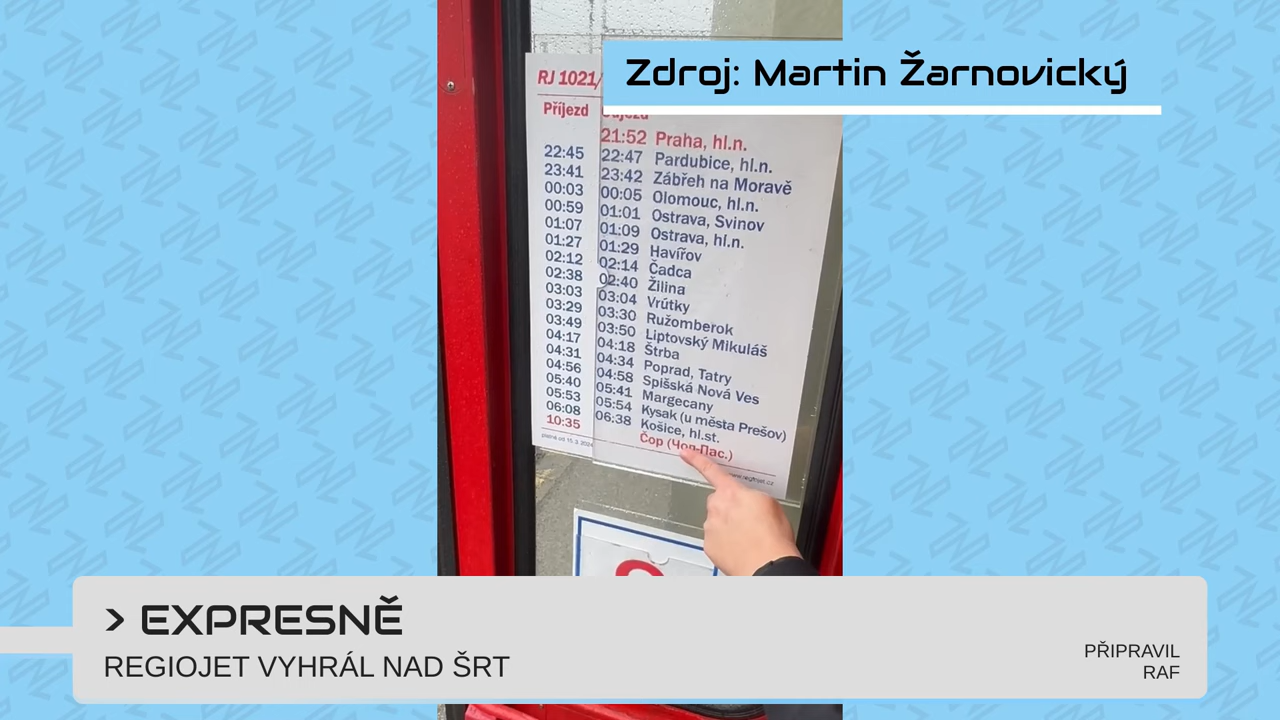 Zdroj: Martin Žarnovický
RJ 1021/
Příjezd
21:52 Praha, hl.n.
22:45 22:47 Pardubice, hl.n.
23:41 23:42 Zábřeh na Moravě
00:03 00:05 Olomouc, hl.n.
00:59 01:01 Ostrava, Svinov
01:07 01:09 Ostrava, hl.n.
01:27 01:29 Havířov
02:12 02:14 Čadca
02:38 02:40 Žilina
03:03 03:04 Vrútky
03:29 03:30 Ružomberok
03:49 03:50 Liptovský Mikuláš
04:17 04:18 Štrba
04:31 04:34 Poprad, Tatry
04:56 04:58 Spišská Nová Ves
05:40 05:41 Margecany
05:53 05:54 Kysak (u města Prešov)
06:08 06:38 Košice, hl.st.
10:35 Čop (Чоп-Пас.)
> EXPRESNĚ
REGIOJET VYHRÁL NAD ŠRT
PŘIPRAVIL
RAF